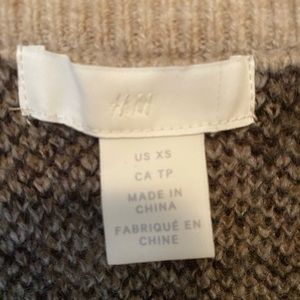 H&M
US XS
CA TP
MADE IN
CHINA
FABRIQUÉ EN
CHINE